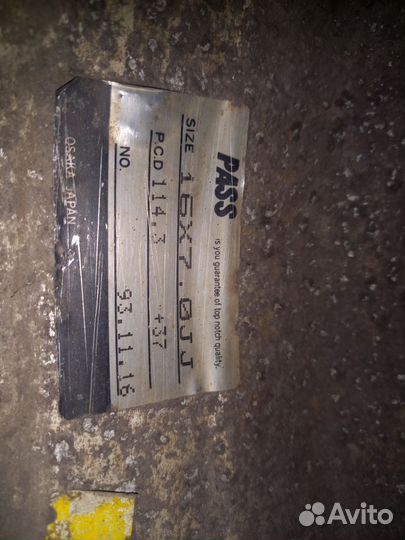 PASS is you guarantee of top notch quality.
SIZE 16X7.0JJ
P.C.D 114.3 +37
NO. 93.11.16
OSAKA JAPAN
Avito